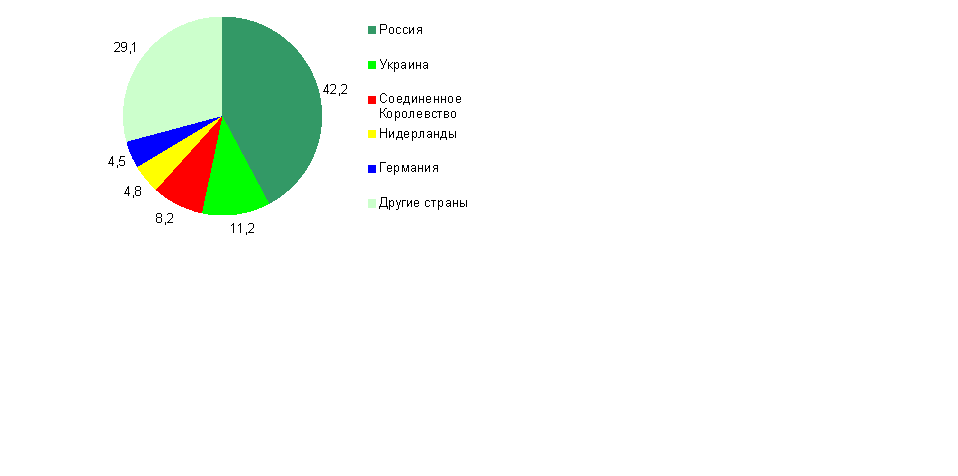 29,1
42,2
4,5
4,8
8,2
11,2
Россия
Украина
Соединенное
Королевство
Нидерланды
Германия
Другие страны